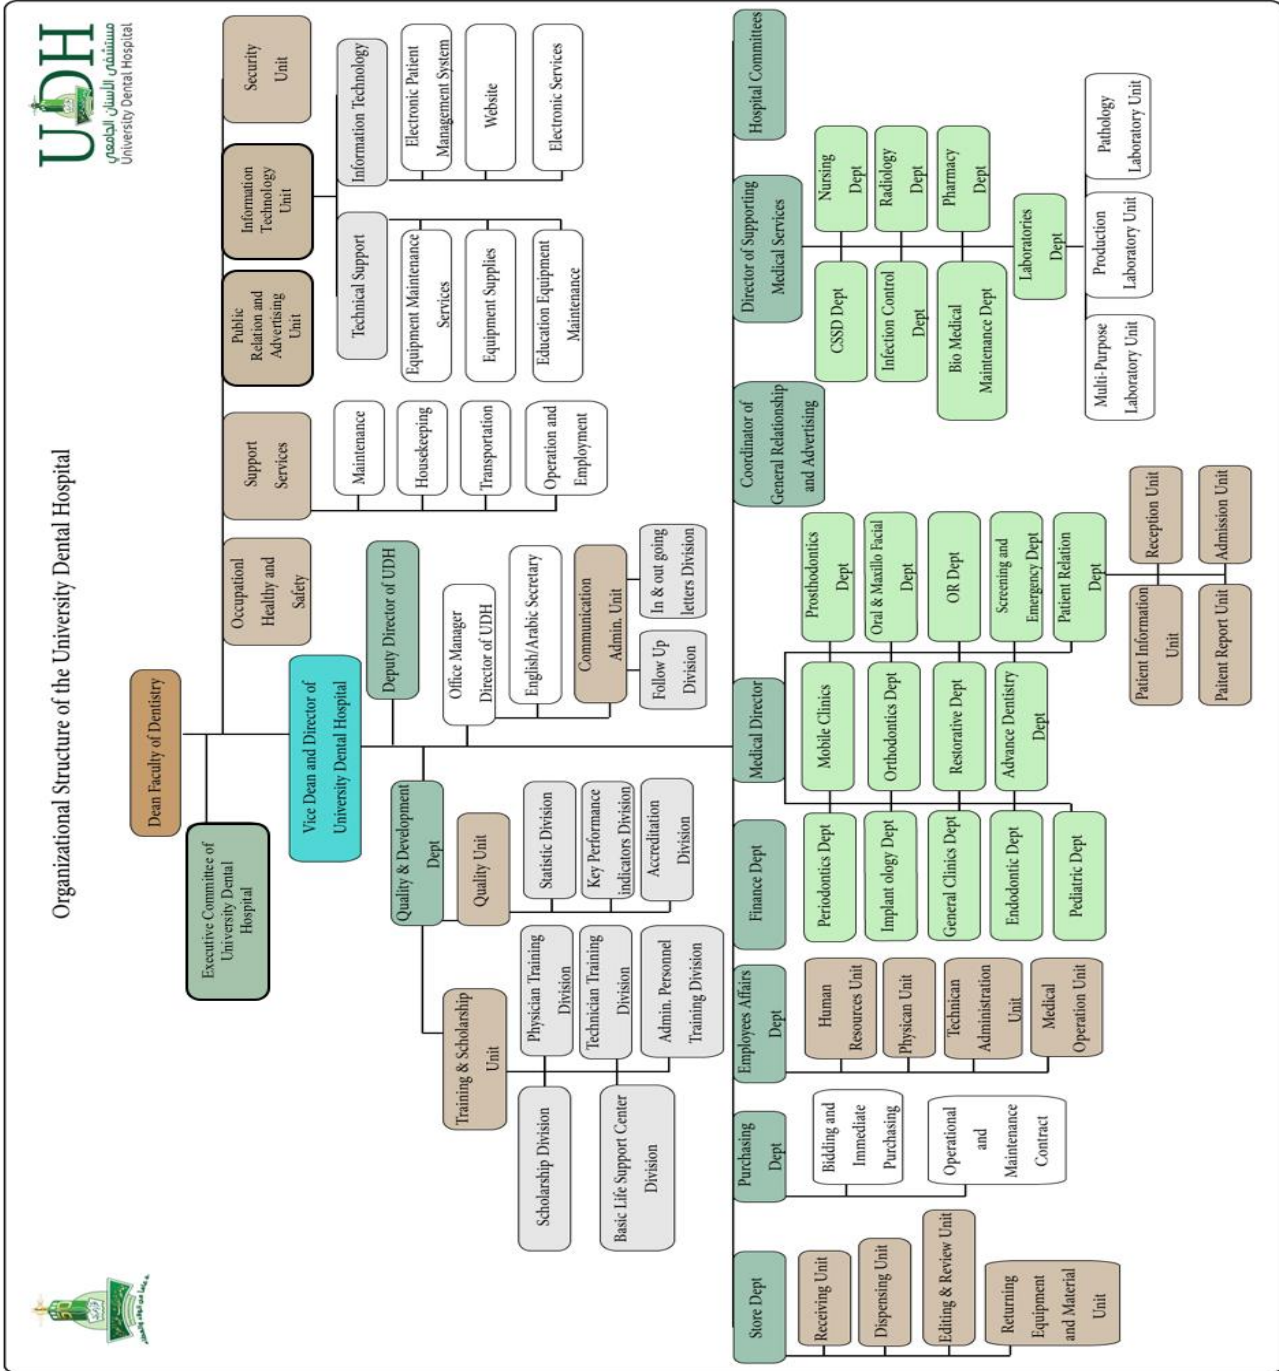 Organizational Structure of the University Dental Hospital
UDH
مستشفى الأسنان الجامعي
University Dental Hospital
Dean Faculty of Dentistry
Executive Committee of
University Dental
Hospital
Occupationl
Healthy and
Safety
Support
Services
Public
Relation and
Advertising
Unit
Information
Technology
Unit
Security
Unit
Maintenance
Housekeeping
Transportation
Operation and
Employment
Technical Support
Equipment Maintenance
Services
Equipment Supplies
Education Equipment
Maintenance
Information Technology
Electronic Patient
Management System
Website
Electronic Services
Vice Dean and Director of
University Dental Hospital
Deputy Director of UDH
Office Manager
Director of UDH
English/Arabic Secretary
Communication
Admin. Unit
Follow Up
Division
In & out going
letters Division
Quality & Development
Dept
Training & Scholarship
Unit
Scholarship Division
Physician Training
Division
Basic Life Support Center
Division
Technician Training
Division
Admin. Personnel
Training Division
Quality Unit
Statistic Division
Key Performance
indicators Division
Accreditation
Division
Store Dept
Receiving Unit
Dispensing Unit
Editing & Review Unit
Returning
Equipment
and Material
Unit
Purchasing
Dept
Bidding and
Immediate
Purchasing
Operational
and
Maintenance
Contract
Employees Affairs
Dept
Human
Resources Unit
Physican Unit
Technican
Administration
Unit
Medical
Operation Unit
Finance Dept
Medical Director
Periodontics Dept
Mobile Clinics
Prosthodontics
Dept
Implant ology Dept
Orthodontics Dept
Oral & Maxillo Facial
Dept
General Clinics Dept
Restorative Dept
OR Dept
Endodontic Dept
Advance Dentistry
Dept
Screening and
Emergency Dept
Pediatric Dept
Patient Relation
Dept
Patient Information
Unit
Reception Unit
Paitent Report Unit
Admission Unit
Coordinator of
General Relationship
and Advertising
Director of Supporting
Medical Services
CSSD Dept
Nursing
Dept
Infection Control
Dept
Radiology
Dept
Bio Medical
Maintenance Dept
Pharmacy
Dept
Laboratories
Dept
Multi-Purpose
Laboratory Unit
Production
Laboratory Unit
Pathology
Laboratory Unit
Hospital Committees